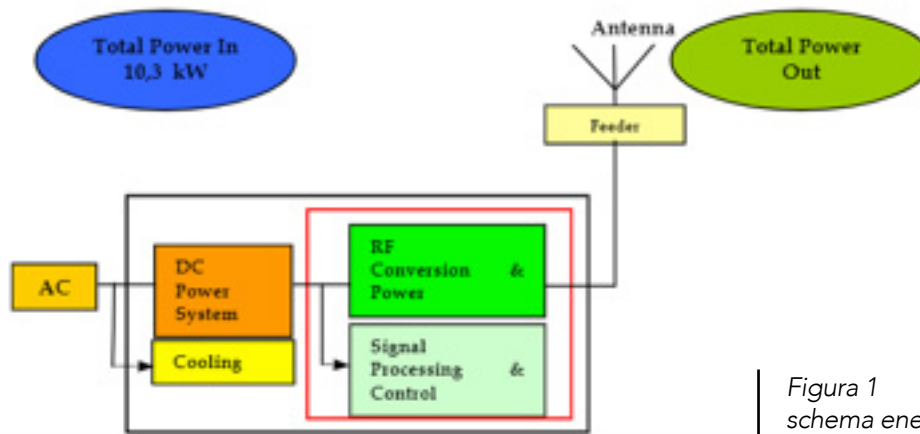 Total Power In
10,3 kW
Antenna
Total Power
Out
Feeder
AC
DC
Power
System
Cooling
RF
Conversion &
Power
Signal
Processing &
Control
Figura 1
schema ene